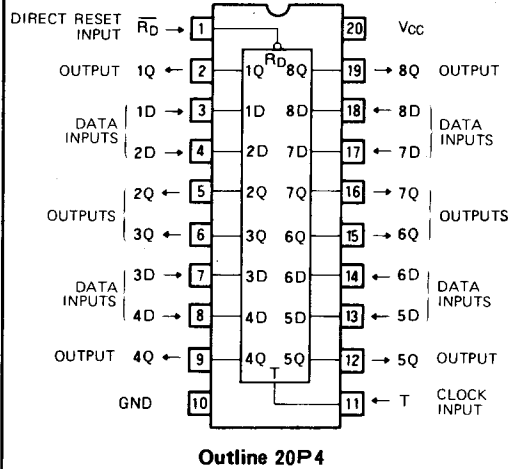 DIRECT RESET INPUT R̅D̅ → 1 20 VCC
RD
OUTPUT 1Q ← 2 1Q 8Q 19 → 8Q OUTPUT
DATA INPUTS 1D → 3 1D 8D 18 ← 8D DATA INPUTS
2D → 4 2D 7D 17 ← 7D
OUTPUTS 2Q ← 5 2Q 7Q 16 → 7Q OUTPUTS
3Q ← 6 3Q 6Q 15 → 6Q
DATA INPUTS 3D → 7 3D 6D 14 ← 6D DATA INPUTS
4D → 8 4D 5D 13 ← 5D
OUTPUT 4Q ← 9 4Q 5Q 12 → 5Q OUTPUT
T
GND 10 11 ← T CLOCK INPUT
Outline 20P4